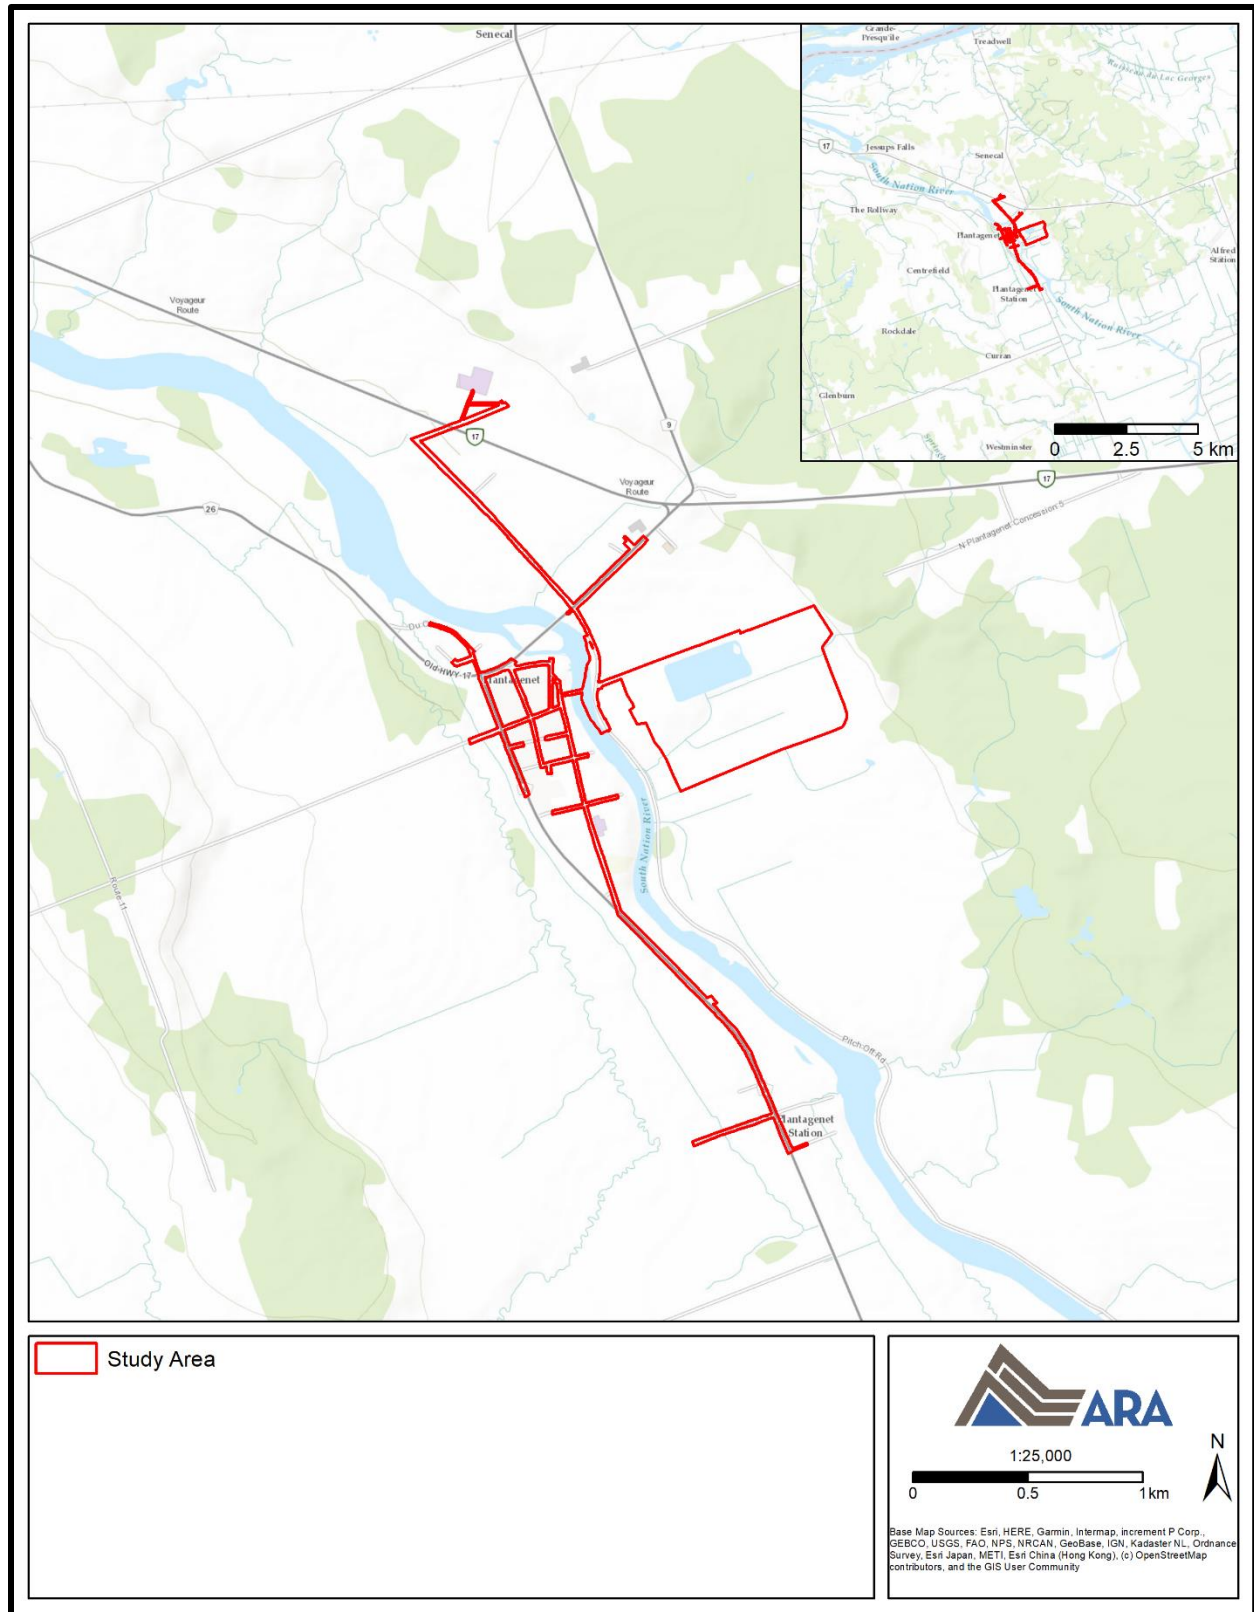 Senecal
Voyageur
Route
17
9
Voyageur
Route
17
N Plantagenet Concession 5
26
Old HWY 17
Plantagenet
South Nation River
Route 11
Pitch Off Rd
Plantagenet
Station
Grande-
Presqu'ile
Treadwell
Ruisseau du Lac Georges
17
Jessups Falls
Senecal
South Nation River
The Rollway
Plantagenet
Alfred
Station
Centrefield
Plantagenet
Station
South Nation River
Rockdale
Curran
Glenburn
Westminster
0 2.5 5 km
Study Area
ARA
1:25,000
N
0 0.5 1 km
Base Map Sources: Esri, HERE, Garmin, Intermap, increment P Corp.,
GEBCO, USGS, FAO, NPS, NRCAN, GeoBase, IGN, Kadaster NL, Ordnance
Survey, Esri Japan, METI, Esri China (Hong Kong), (c) OpenStreetMap
contributors, and the GIS User Community